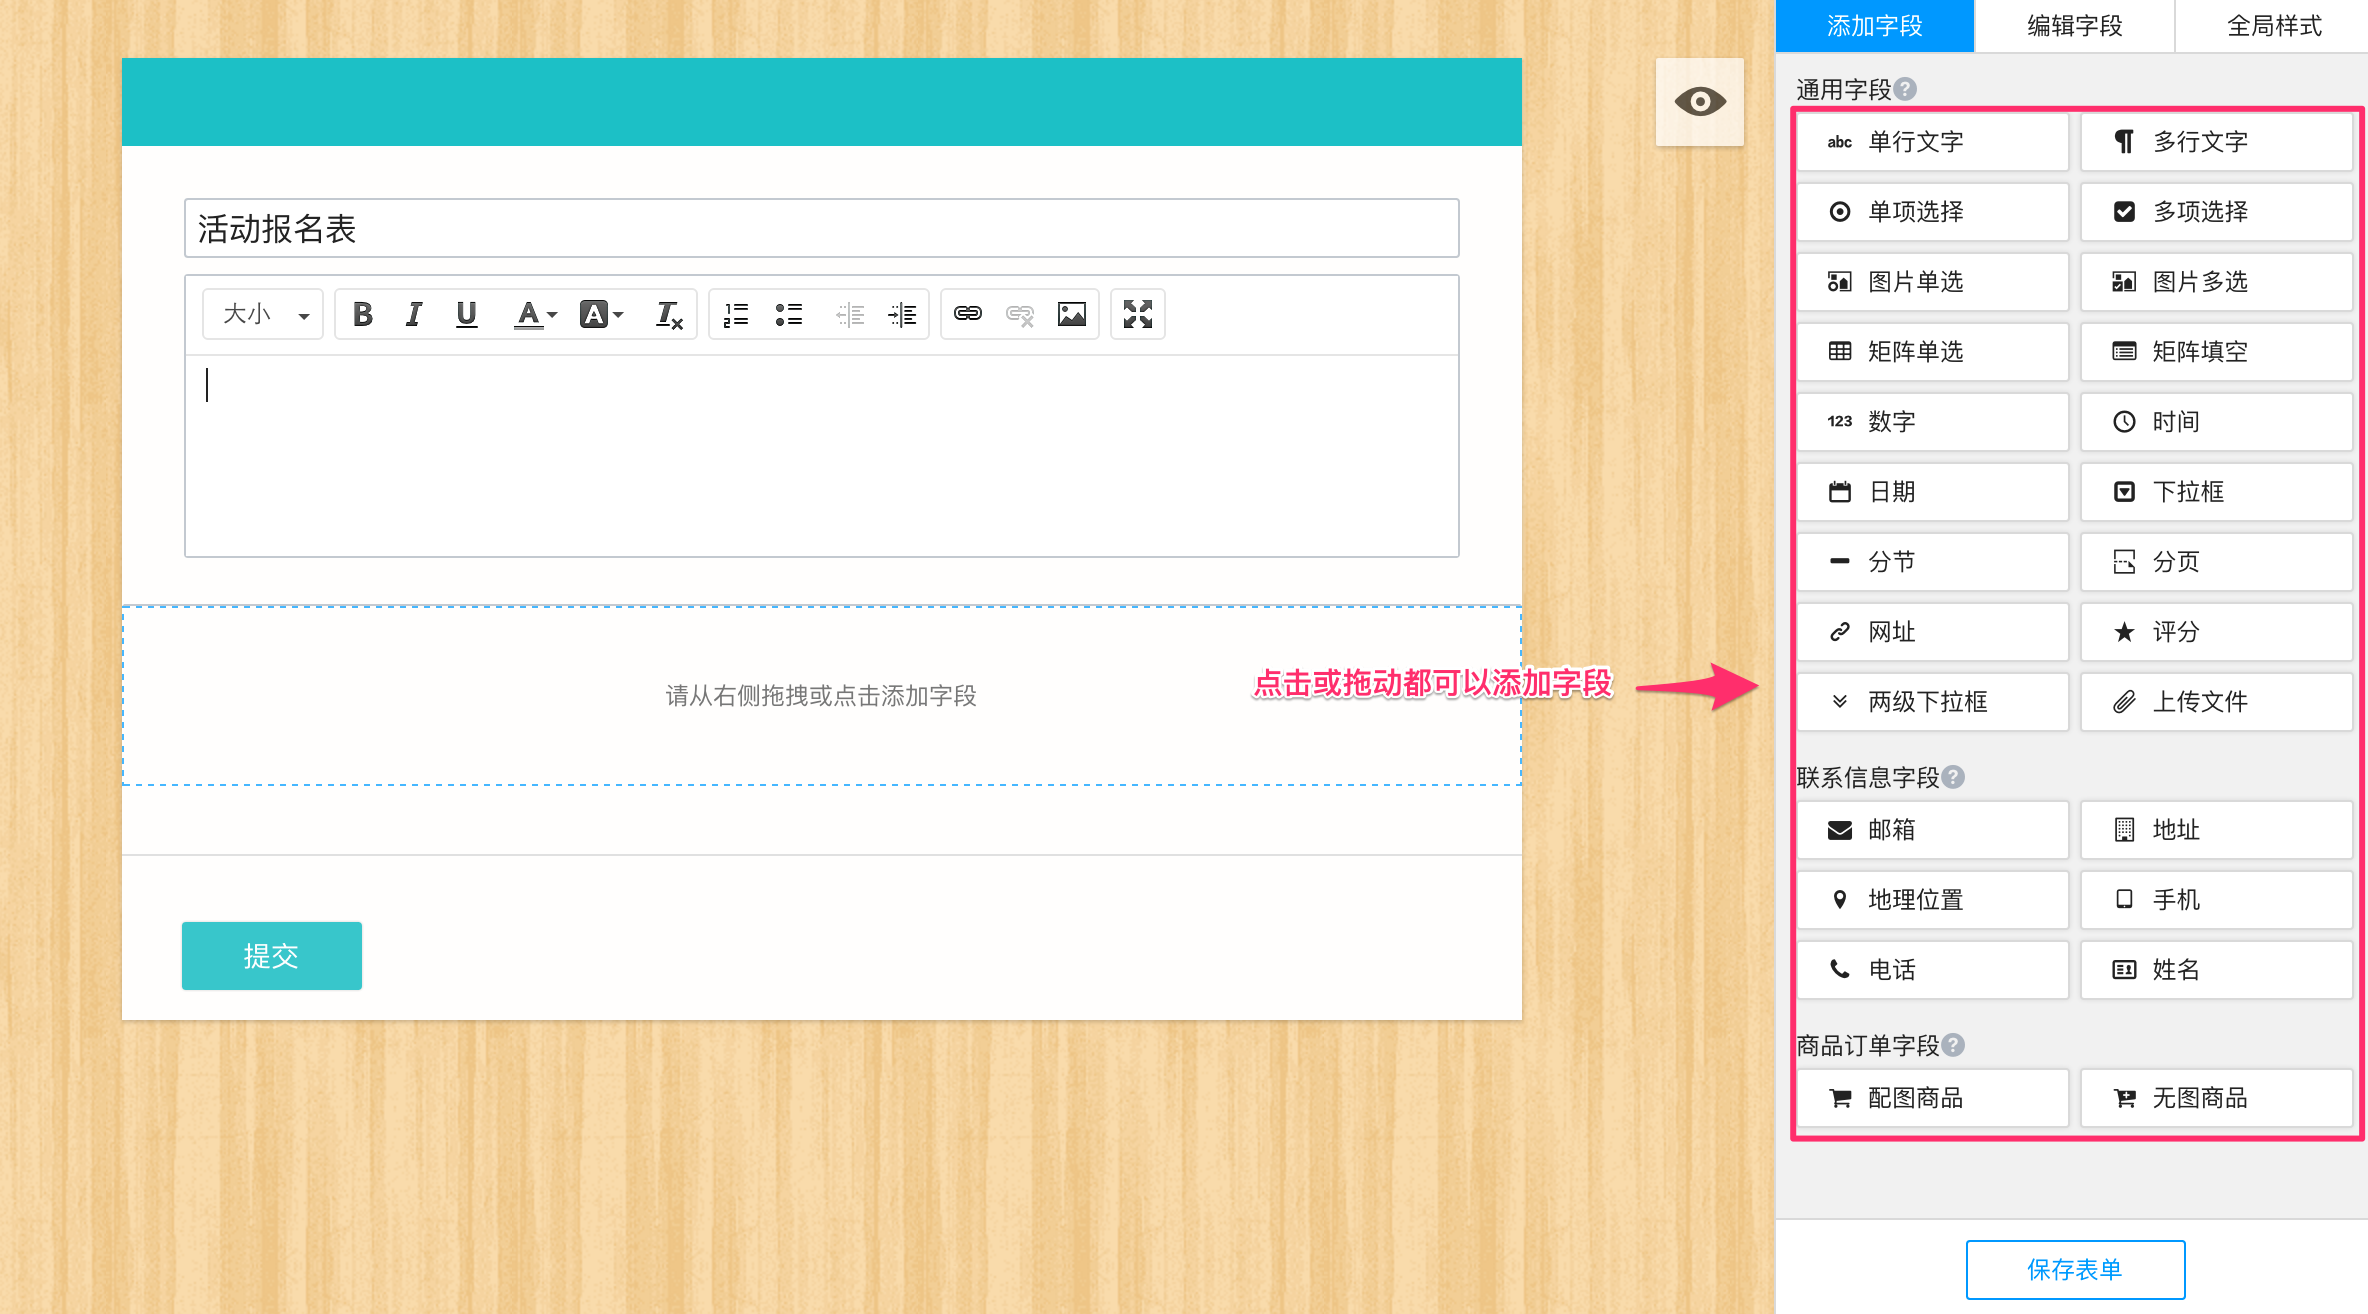 添加字段
编辑字段
全局样式
活动报名表
大小
请从右侧拖拽或点击添加字段
点击或拖动都可以添加字段
提交
通用字段
abc 单行文字
多行文字
单项选择
多项选择
图片单选
图片多选
矩阵单选
矩阵填空
123 数字
时间
日期
下拉框
分节
分页
网址
评分
两级下拉框
上传文件
联系信息字段
邮箱
地址
地理位置
手机
电话
姓名
商品订单字段
配图商品
无图商品
保存表单